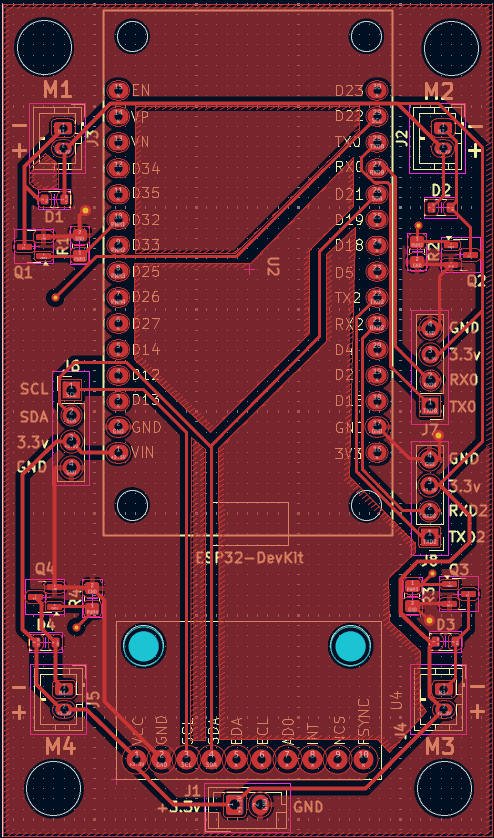 M1
M2
EN
D23
VP
D22
J3
J2
VN
TX0
D34
RX0
D35
D21
D1
D2
D32
D19
R1
D33
D18
R2
Q1
Q2
D25
D5
U2
D26
TX2
D27
RX2
GND
D14
D4
3.3v
D12
RX0
SCL
D13
TX0
SDA
GND
J7
3.3v
VIN
3V3
GND
GND
3.3v
RXD2
TXD2
ESP32-DevKit
J8
Q4
Q3
R4
R3
D4
D3
J5
U4
J4
M4
M3
VCC
GND
SCL
SDA
EDA
ECL
AD0
INT
NCS
FSYNC
J1
+3.3v
GND